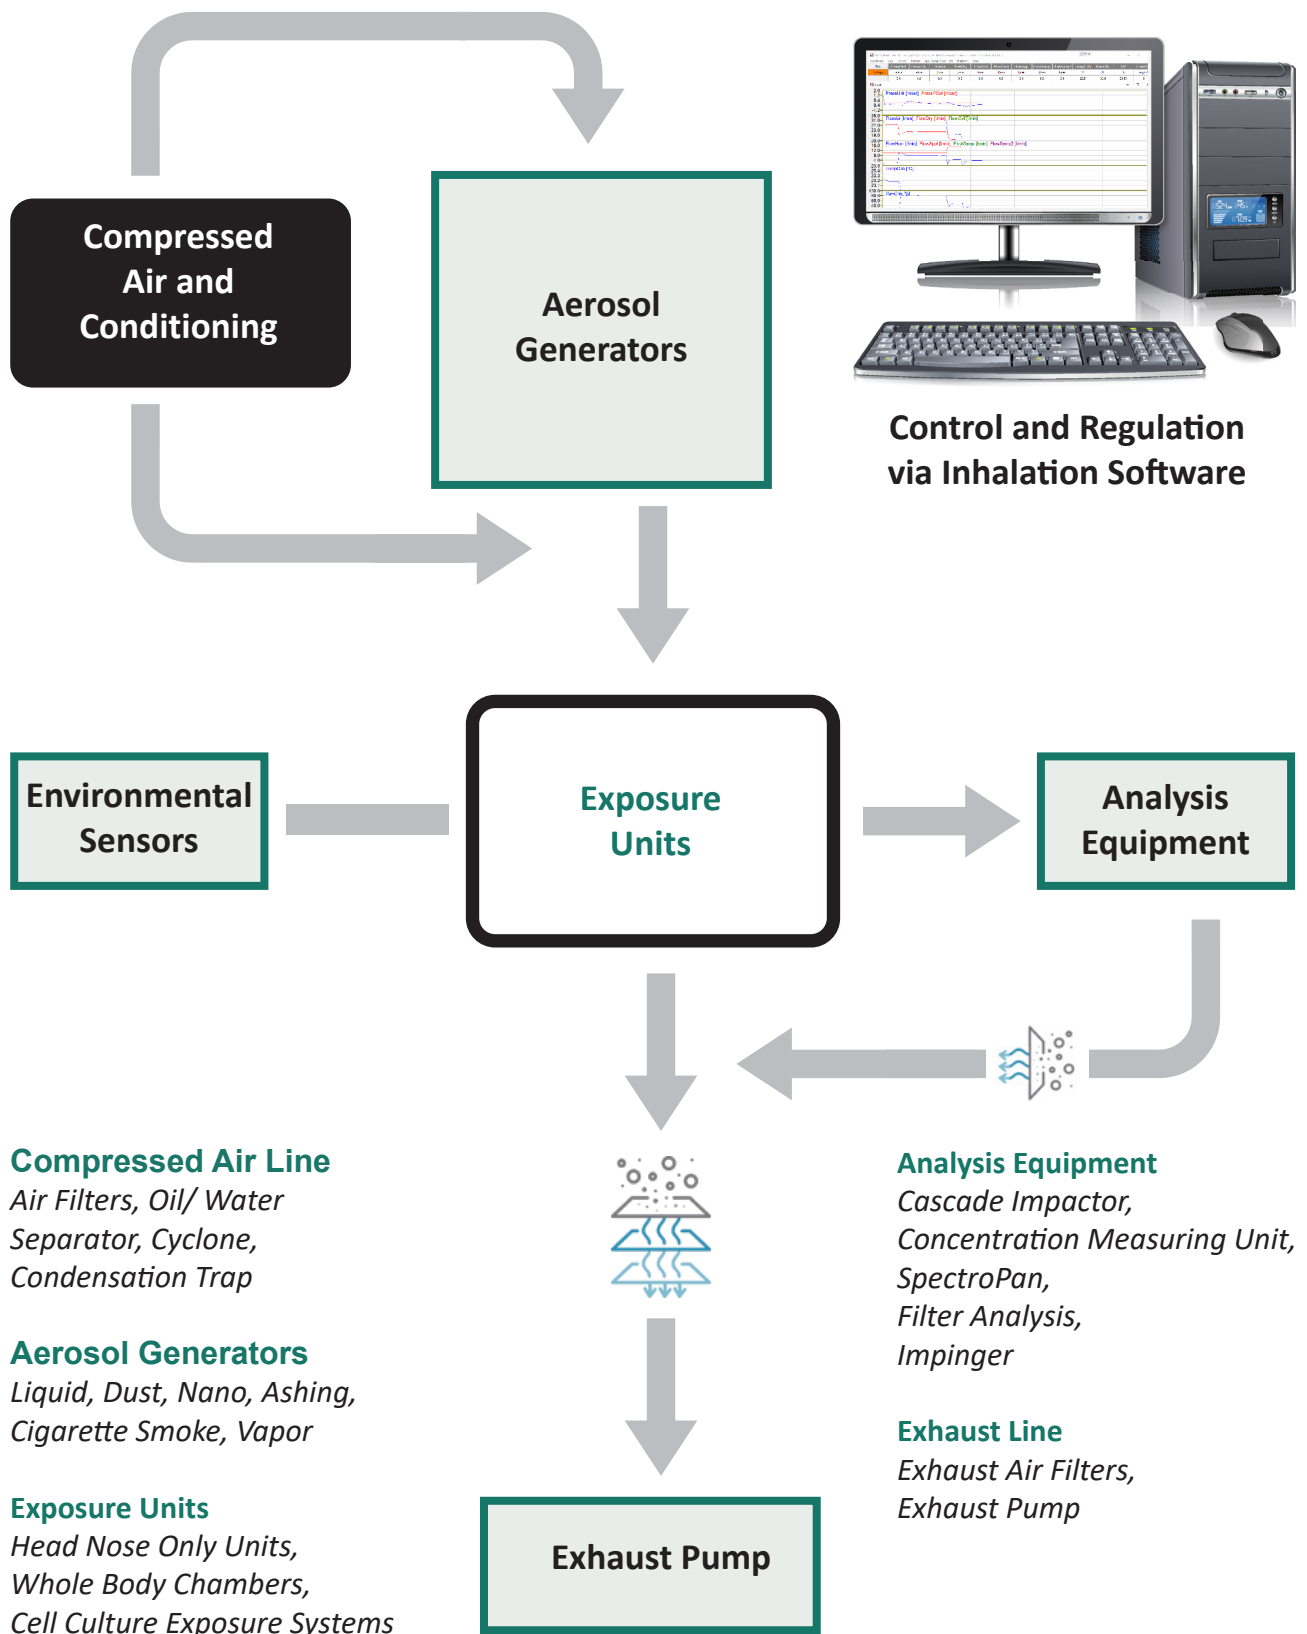 Compressed
Air and
Conditioning
Aerosol
Generators
Control and Regulation
via Inhalation Software
Environmental
Sensors
Exposure
Units
Analysis
Equipment
Compressed Air Line
Air Filters, Oil/ Water
Separator, Cyclone,
Condensation Trap
Aerosol Generators
Liquid, Dust, Nano, Ashing,
Cigarette Smoke, Vapor
Exposure Units
Head Nose Only Units,
Whole Body Chambers,
Cell Culture Exposure Systems
Analysis Equipment
Cascade Impactor,
Concentration Measuring Unit,
SpectroPan,
Filter Analysis,
Impinger
Exhaust Line
Exhaust Air Filters,
Exhaust Pump
Exhaust Pump